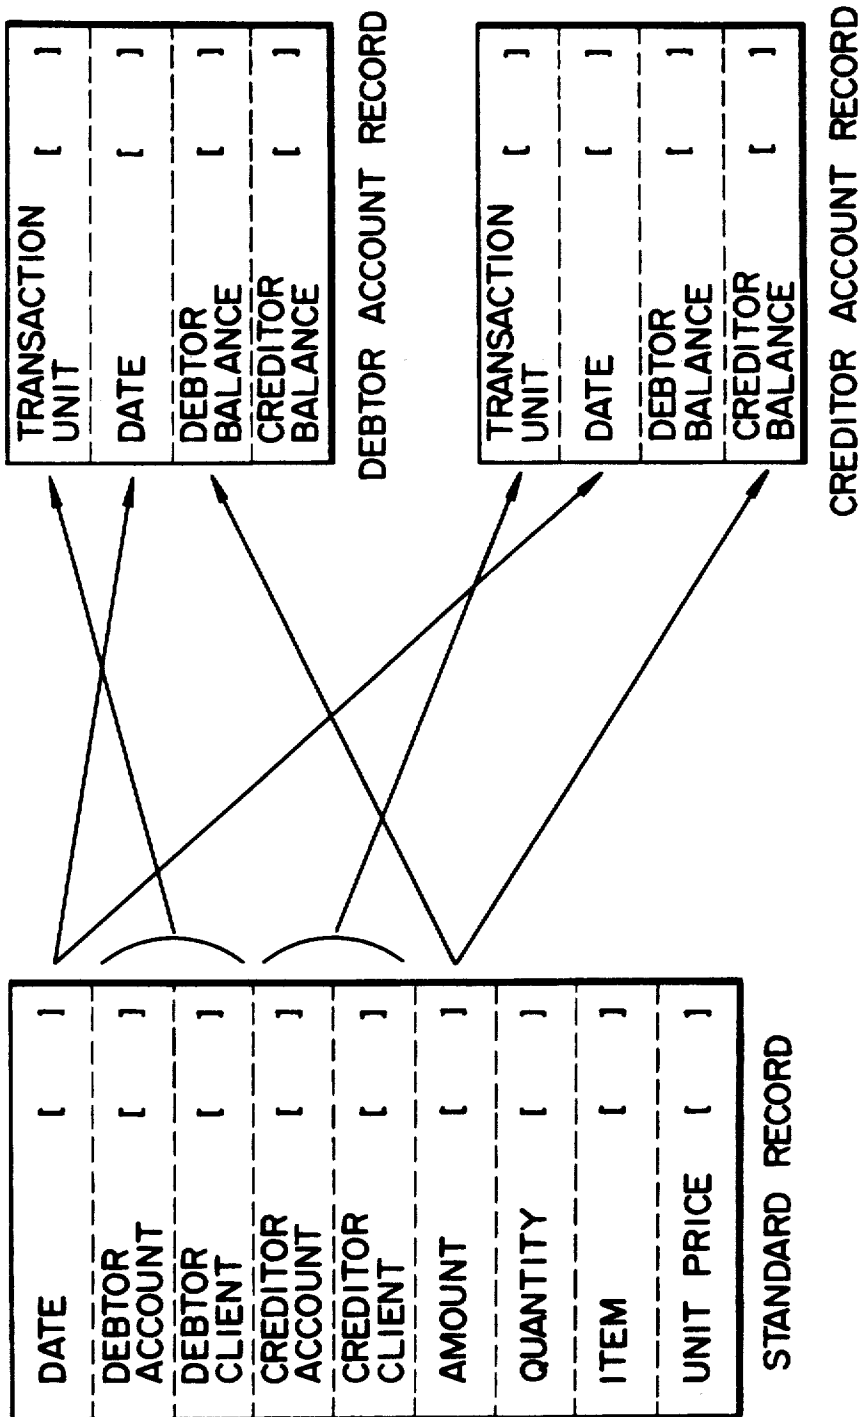 DATE [ ]
DEBTOR
ACCOUNT [ ]
DEBTOR
CLIENT [ ]
CREDITOR
ACCOUNT [ ]
CREDITOR
CLIENT [ ]
AMOUNT [ ]
QUANTITY [ ]
ITEM [ ]
UNIT PRICE [ ]
STANDARD RECORD
TRANSACTION
UNIT [ ]
DATE [ ]
DEBTOR
BALANCE [ ]
CREDITOR
BALANCE [ ]
DEBTOR ACCOUNT RECORD
TRANSACTION
UNIT [ ]
DATE [ ]
DEBTOR
BALANCE [ ]
CREDITOR
BALANCE [ ]
CREDITOR ACCOUNT RECORD